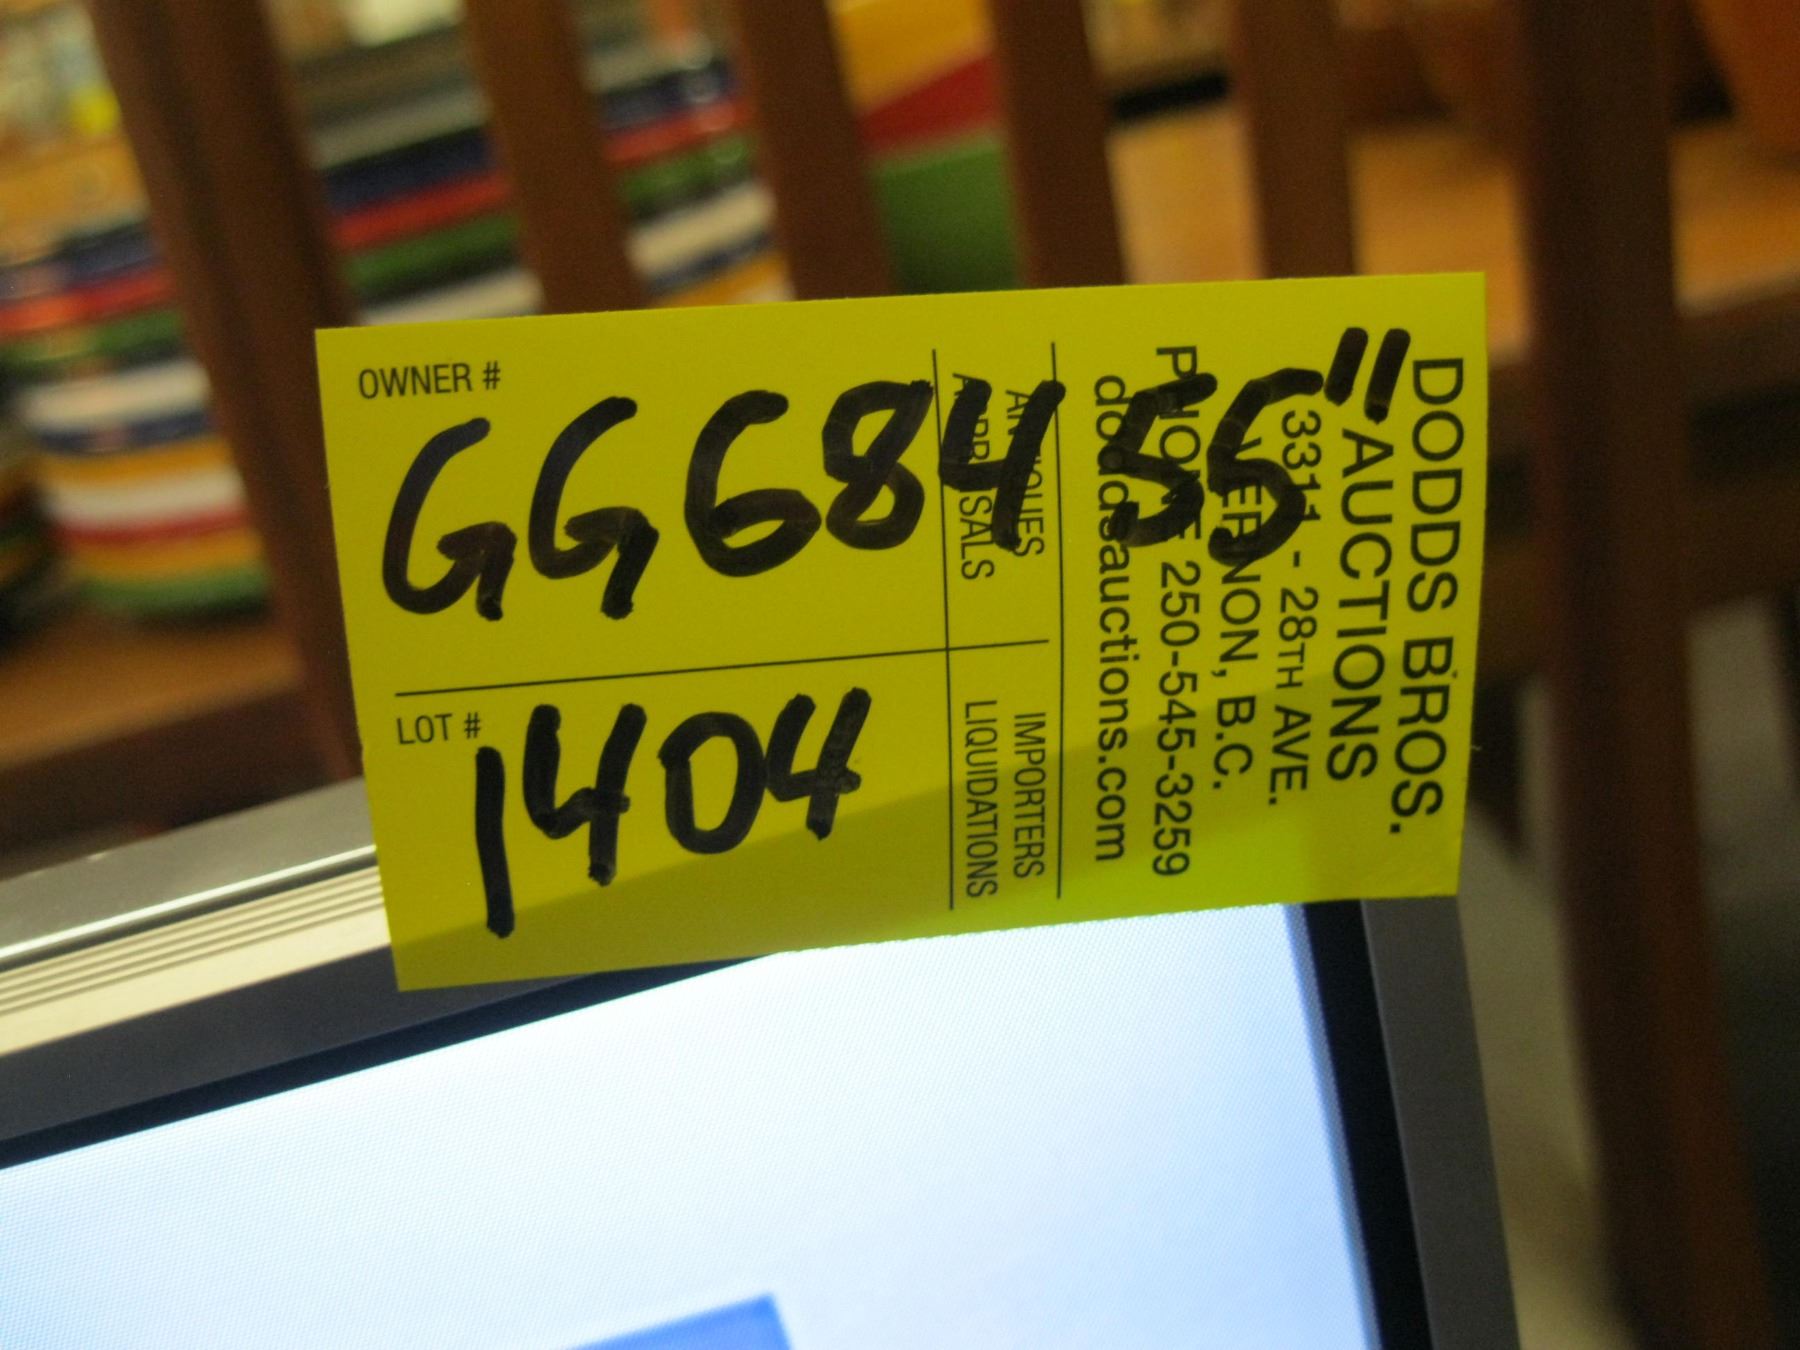 OWNER #
GG684 55"
LOT #
1404
ANTIQUES
APPRAISALS
IMPORTERS
LIQUIDATIONS
DODDS BROS.
AUCTIONS
3311 - 28TH AVE.
VERNON, B.C.
PHONE 250-545-3259
doddsauctions.com